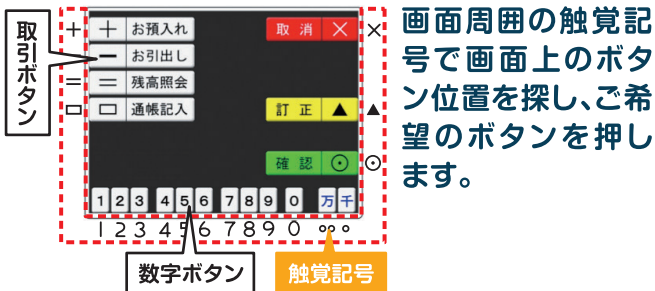 取引ボタン
+ + お預入れ 取消 × ×
ー お引出し
= = 残高照会
□ □ 通帳記入 訂正 ▲ ▲
確認 ⊙ ⊙
1 2 3 4 5 6 7 8 9 0 万 千
1 2 3 4 5 6 7 8 9 0 °°° °
数字ボタン
触覚記号
画面周囲の触覚記
号で画面上のボタ
ン位置を探し、ご希
望のボタンを押し
ます。